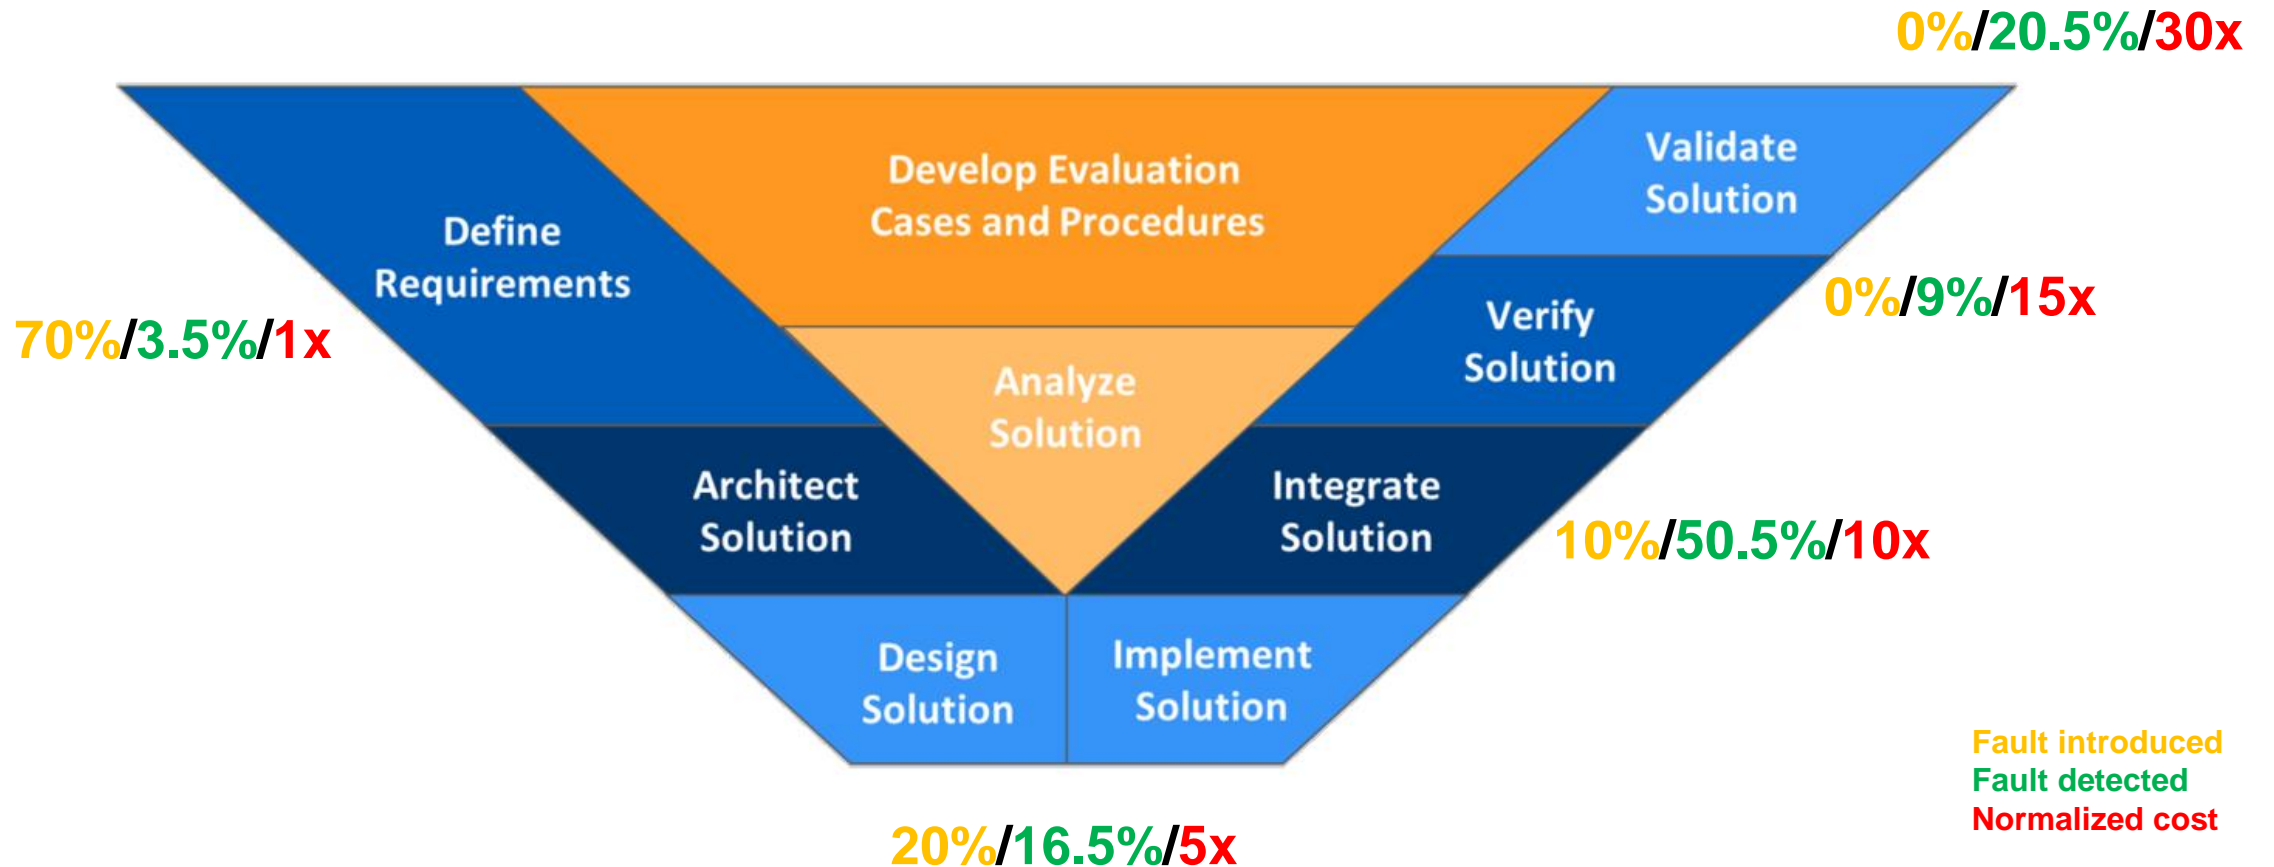 0%/20.5%/30x
Develop Evaluation
Cases and Procedures
Validate
Solution
Define
Requirements
70%/3.5%/1x
0%/9%/15x
Verify
Solution
Analyze
Solution
Architect
Solution
Integrate
Solution
10%/50.5%/10x
Design
Solution
Implement
Solution
20%/16.5%/5x
Fault introduced
Fault detected
Normalized cost